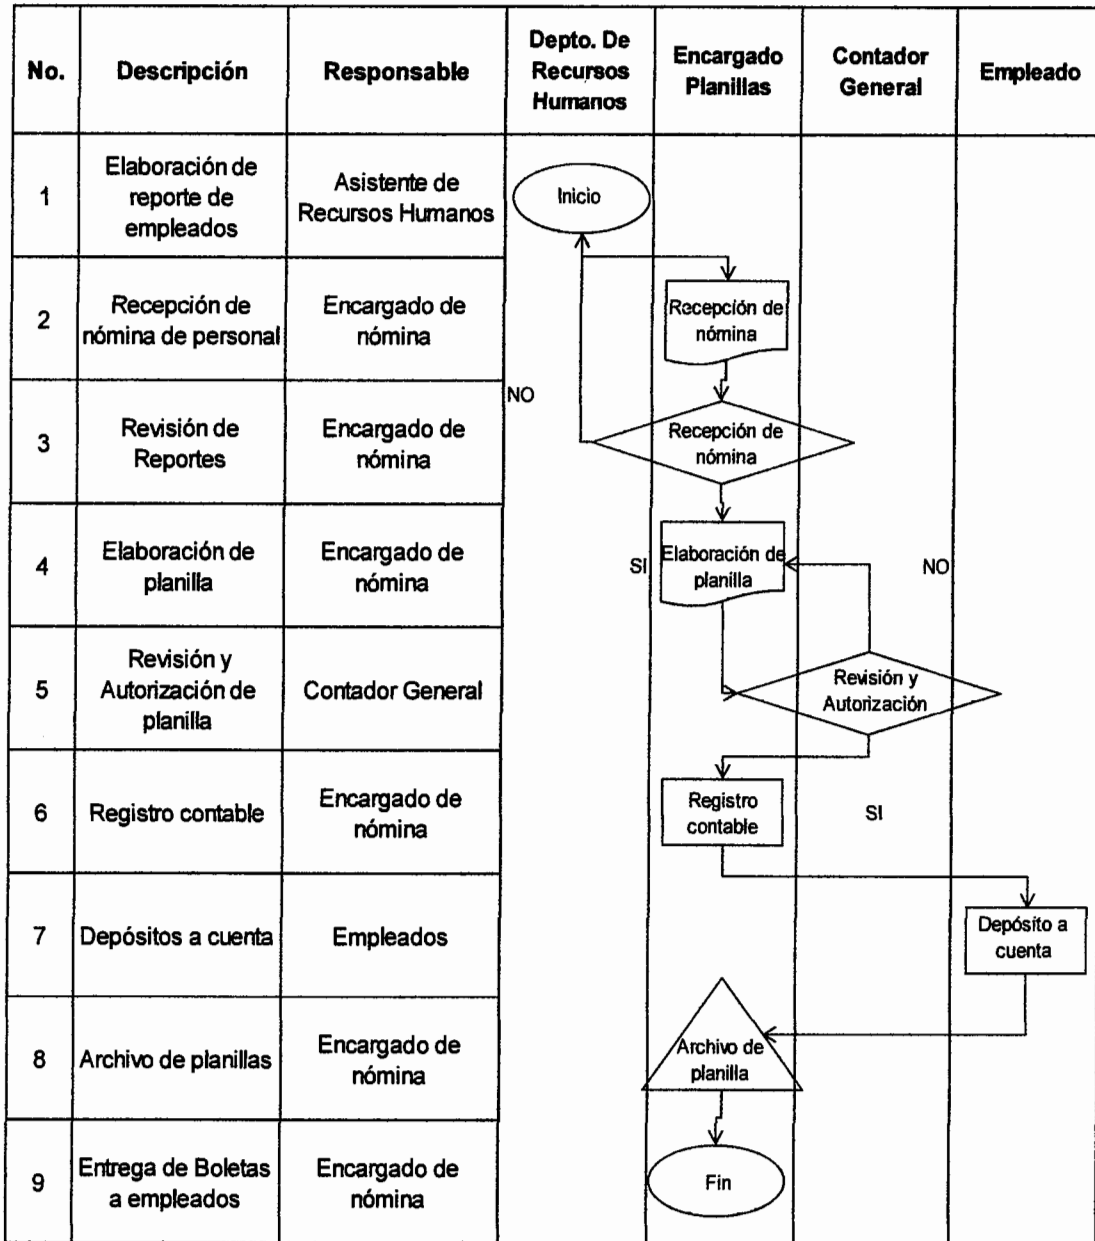 No.
Descripción
Responsable
Depto. De
Recursos
Humanos
Encargado
Planillas
Contador
General
Empleado
1
Elaboración de
reporte de
empleados
Asistente de
Recursos Humanos
Inicio
2
Recepción de
nómina de personal
Encargado de
nómina
Recepción de
nómina
NO
3
Revisión de
Reportes
Encargado de
nómina
Recepción de
nómina
4
Elaboración de
planilla
Encargado de
nómina
SI
Elaboración de
planilla
NO
5
Revisión y
Autorización de
planilla
Contador General
Revisión y
Autorización
6
Registro contable
Encargado de
nómina
Registro
contable
SI
7
Depósitos a cuenta
Empleados
Depósito a
cuenta
8
Archivo de planillas
Encargado de
nómina
Archivo de
planilla
9
Entrega de Boletas
a empleados
Encargado de
nómina
Fin